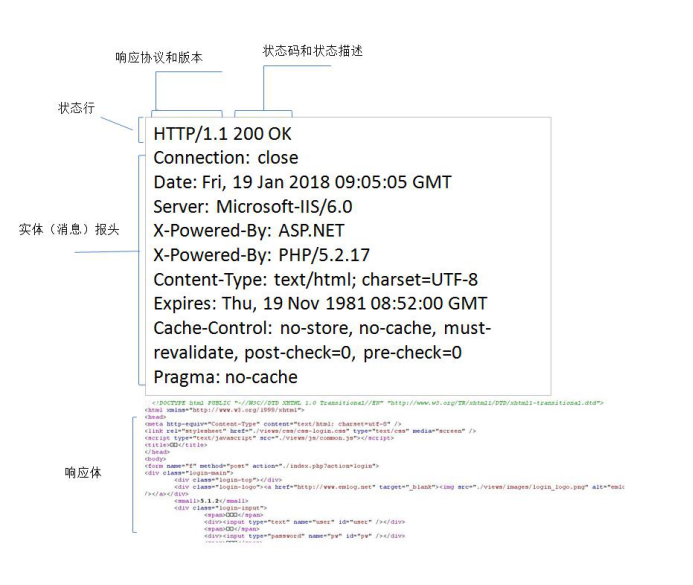 响应协议和版本
状态码和状态描述
状态行
HTTP/1.1 200 OK
Connection: close
Date: Fri, 19 Jan 2018 09:05:05 GMT
Server: Microsoft-IIS/6.0
实体（消息）报头
X-Powered-By: ASP.NET
X-Powered-By: PHP/5.2.17
Content-Type: text/html; charset=UTF-8
Expires: Thu, 19 Nov 1981 08:52:00 GMT
Cache-Control: no-store, no-cache, must-
revalidate, post-check=0, pre-check=0
Pragma: no-cache
<!DOCTYPE html PUBLIC "-//W3C//DTD XHTML 1.0 Transitional//EN" "http://www.w3.org/TR/xhtml1/DTD/xhtml1-transitional.dtd">
<html xmlns="http://www.w3.org/1999/xhtml">
<head>
<meta http-equiv="Content-Type" content="text/html; charset=utf-8" />
<link rel="stylesheet" href="./views/css/css-login.css" type="text/css" media="screen" />
<script type="text/javascript" src="./views/js/common.js"></script>
<title>□□</title>
</head>
<body>
<form name="f" method="post" action="./index.php?action=login">
<div class="login-main">
<div class="login-top"></div>
响应体
<div class="login-logo"><a href="http://www.emlog.net" target="_blank"><img src="./views/images/login_logo.png" alt="emlo
/></a></div>
<small>5.1.2</small>
<div class="login-input">
<span>□□□</span>
<div><input type="text" name="user" id="user" /></div>
<span>□□</span>
<div><input type="password" name="pw" id="pw" /></div>